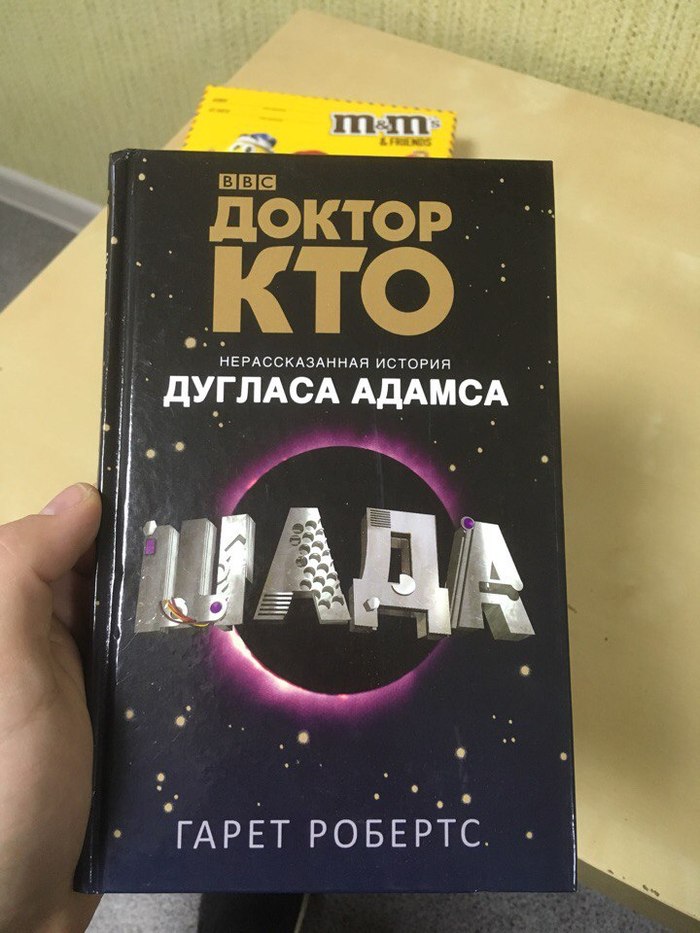 m&m's
& FRIENDS
BBC
ДОКТОР
КТО
НЕРАССКАЗАННАЯ ИСТОРИЯ
ДУГЛАСА АДАМСА
ШАДА
ГАРЕТ РОБЕРТС